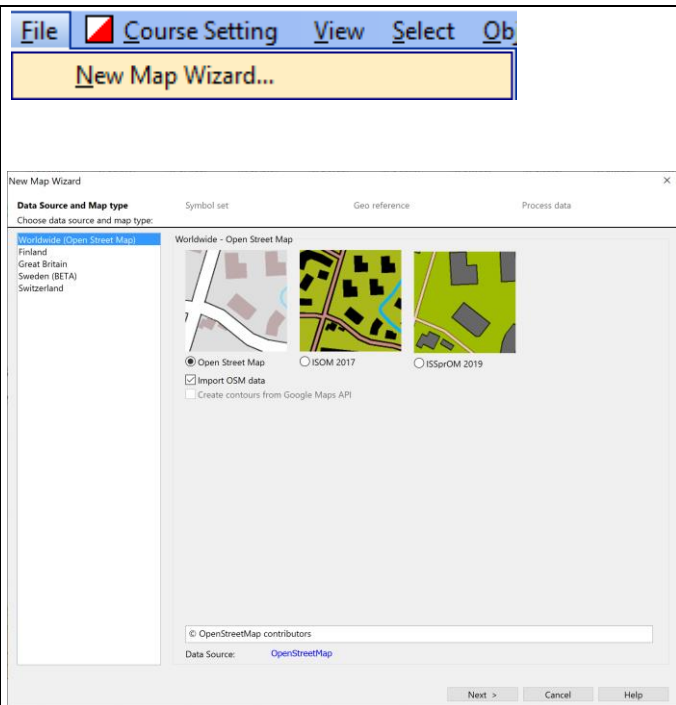 File Course Setting View Select Ob
New Map Wizard...
New Map Wizard
Data Source and Map type Symbol set Geo reference Process data
Choose data source and map type:
Worldwide (Open Street Map) Worldwide - Open Street Map
Finland
Great Britain
Sweden (BETA)
Switzerland
Open Street Map ISOM 2017 ISSprOM 2019
Import OSM data
Create contours from Google Maps API
© OpenStreetMap contributors
Data Source: OpenStreetMap
Next > Cancel Help